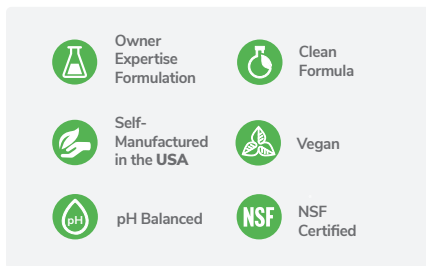 Owner
Expertise
Formulation
Clean
Formula
Self-
Manufactured
in the USA
Vegan
pH
pH Balanced
NSF
NSF
Certified